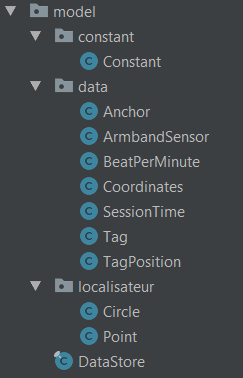 model
constant
Constant
data
Anchor
ArmbandSensor
BeatPerMinute
Coordinates
SessionTime
Tag
TagPosition
localisateur
Circle
Point
DataStore